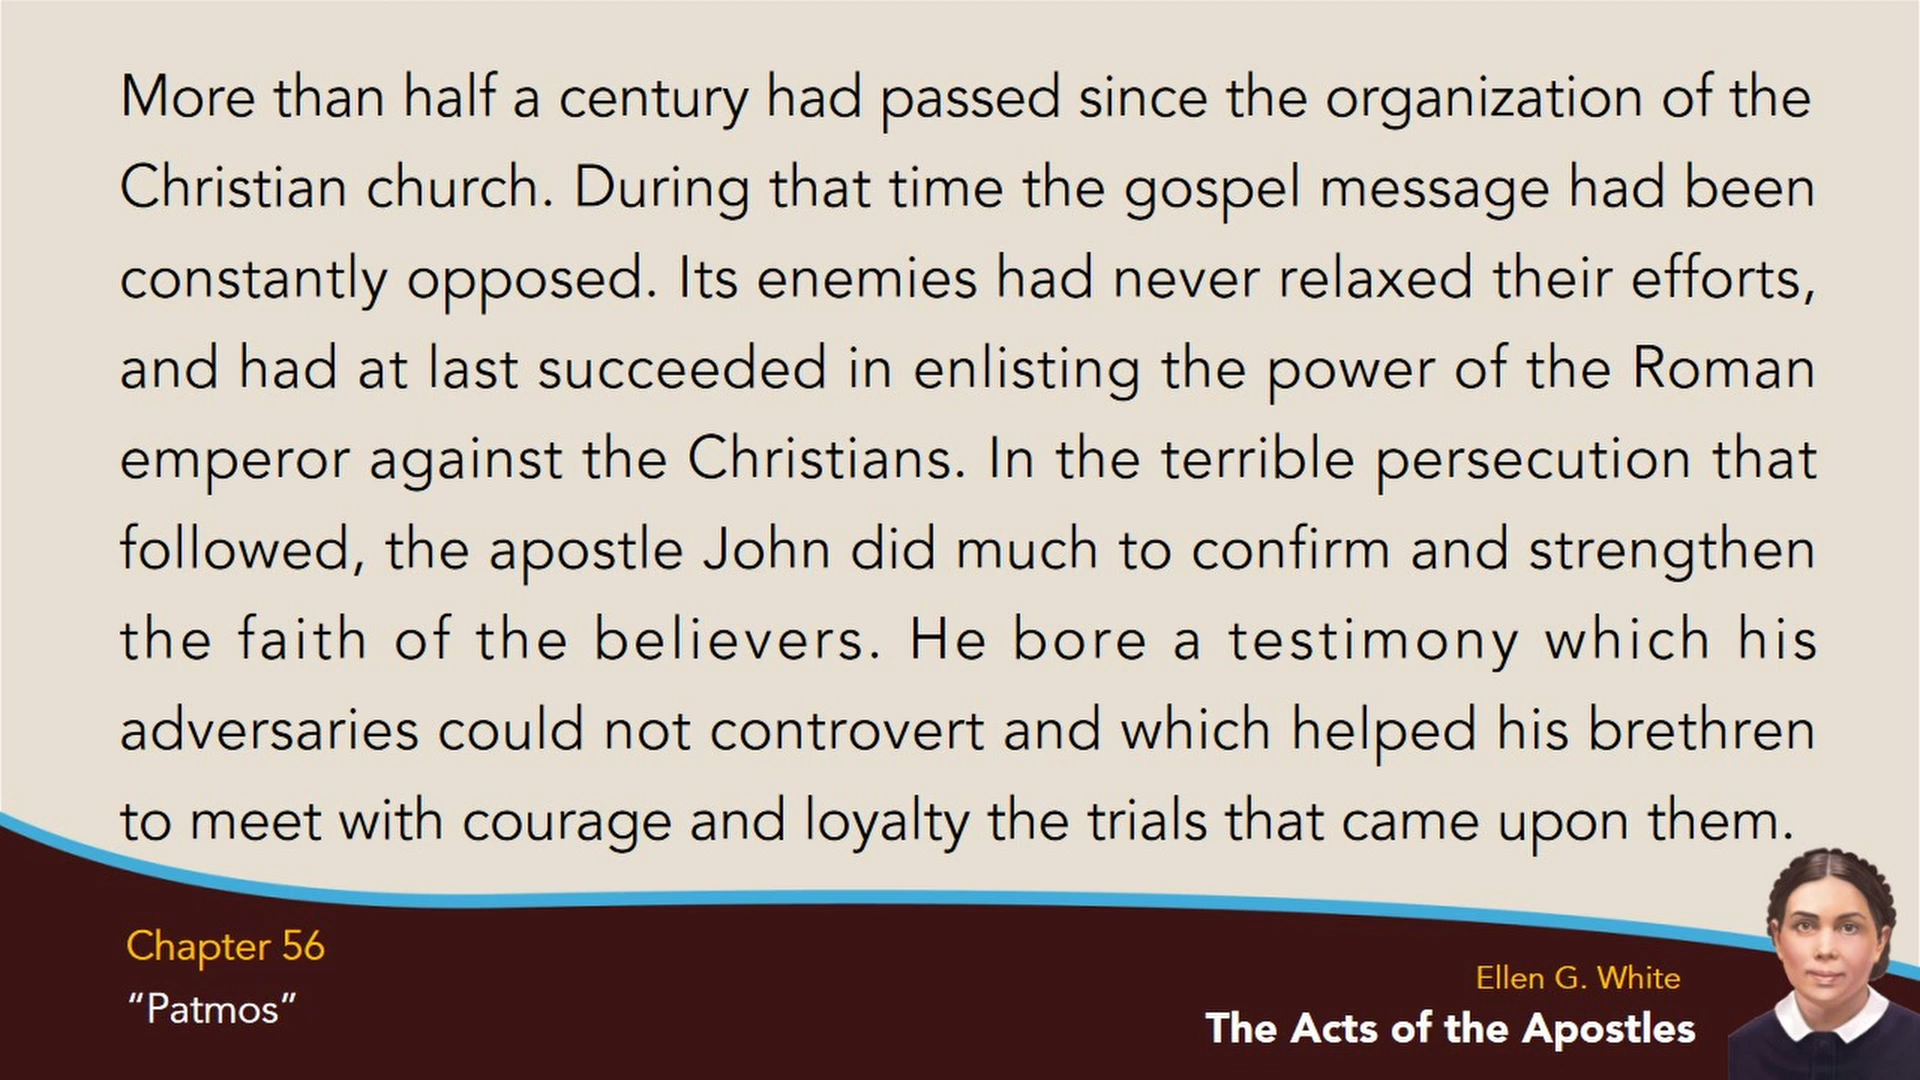 More than half a century had passed since the organization of the
Christian church. During that time the gospel message had been
constantly opposed. Its enemies had never relaxed their efforts,
and had at last succeeded in enlisting the power of the Roman
emperor against the Christians. In the terrible persecution that
followed, the apostle John did much to confirm and strengthen
the faith of the believers. He bore a testimony which his
adversaries could not controvert and which helped his brethren
to meet with courage and loyalty the trials that came upon them.
Chapter 56
“Patmos”
Ellen G. White
The Acts of the Apostles